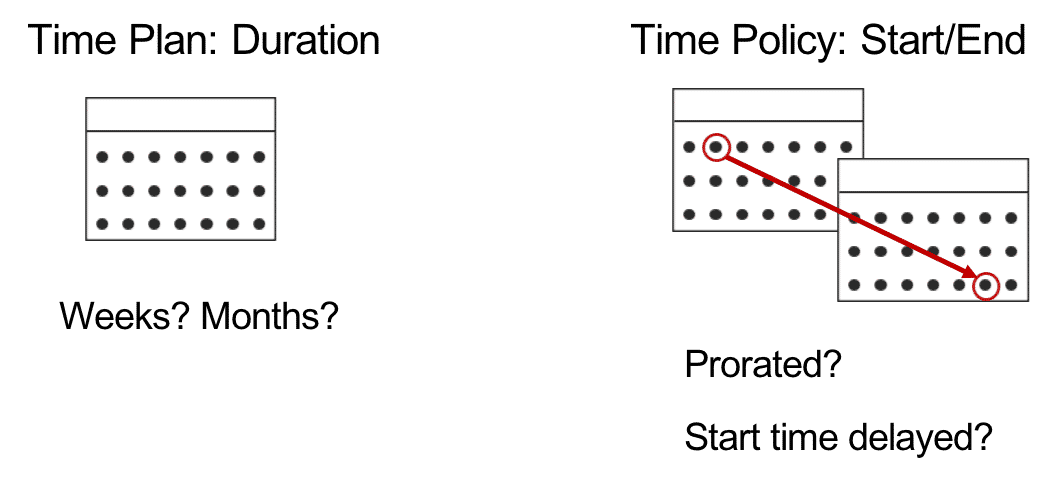 Time Plan: Duration
Weeks? Months?
Time Policy: Start/End
Prorated?
Start time delayed?